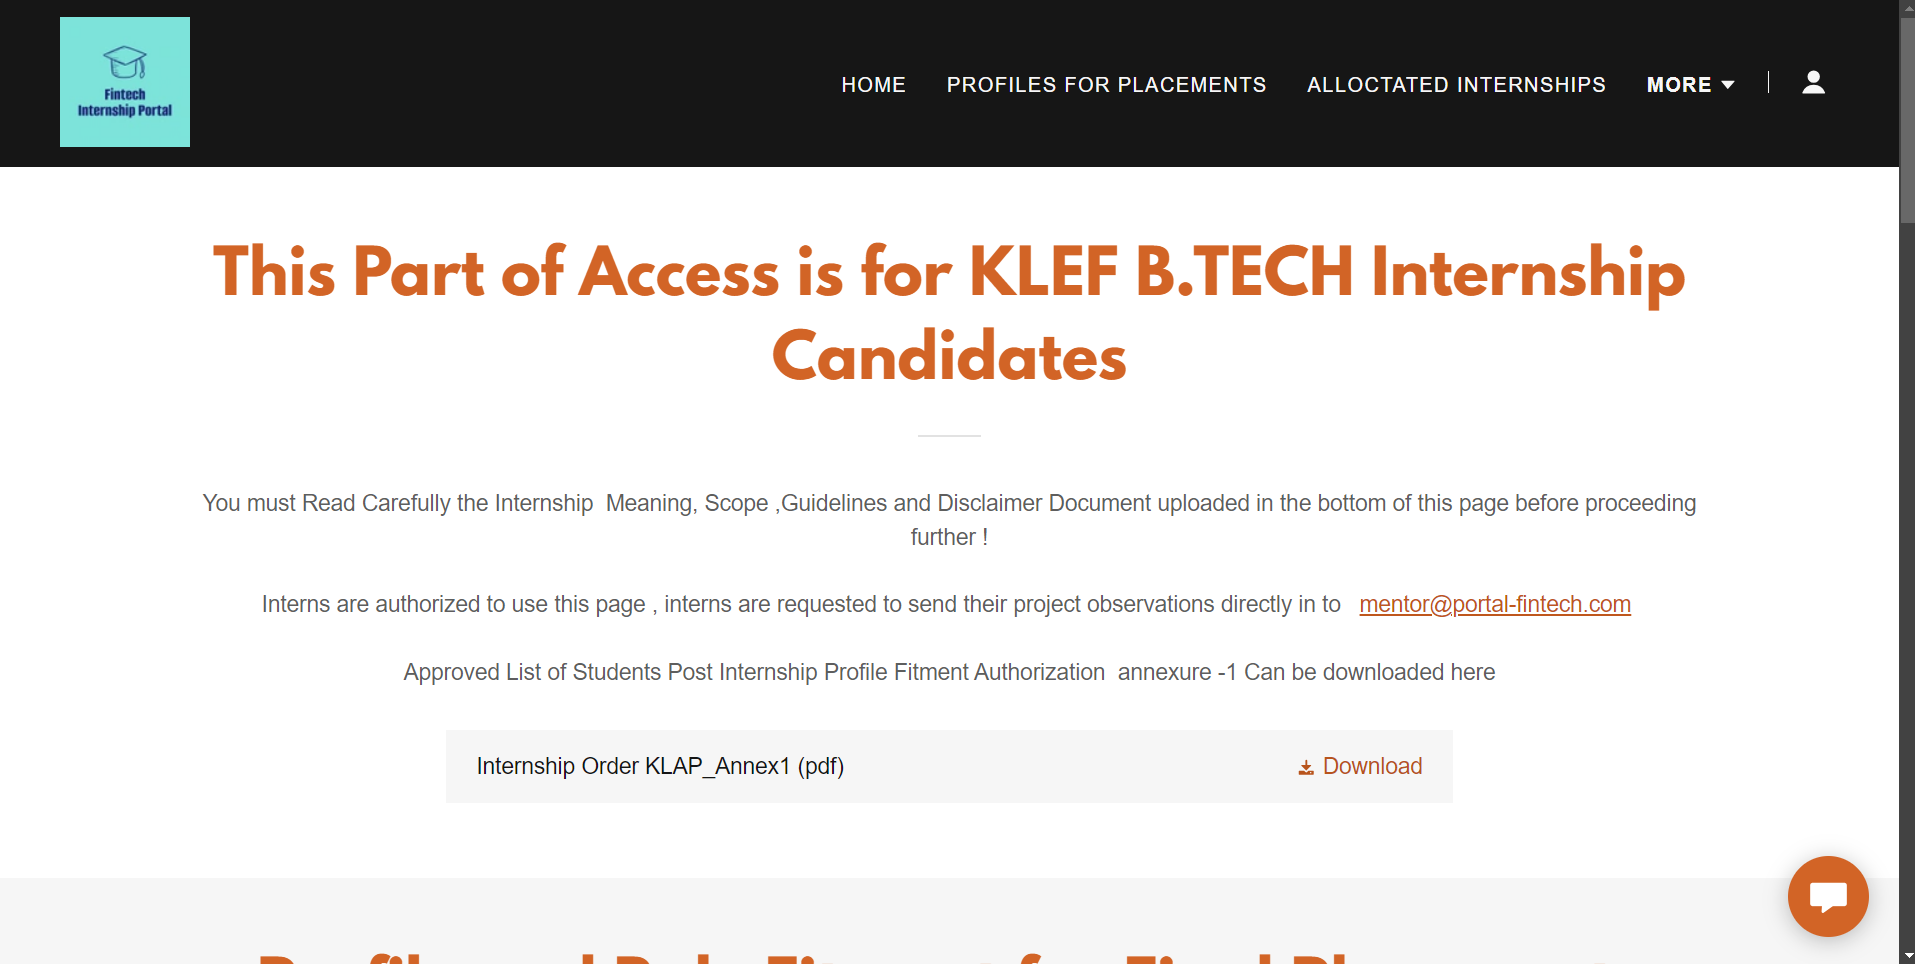 Fintech
Internship Portal
HOME PROFILES FOR PLACEMENTS ALLOCTATED INTERNSHIPS MORE
This Part of Access is for KLEF B.TECH Internship
Candidates
You must Read Carefully the Internship  Meaning, Scope ,Guidelines and Disclaimer Document uploaded in the bottom of this page before proceeding
further !
Interns are authorized to use this page , interns are requested to send their project observations directly in to   mentor@portal-fintech.com
Approved List of Students Post Internship Profile Fitment Authorization  annexure -1 Can be downloaded here
Internship Order KLAP_Annex1 (pdf) Download